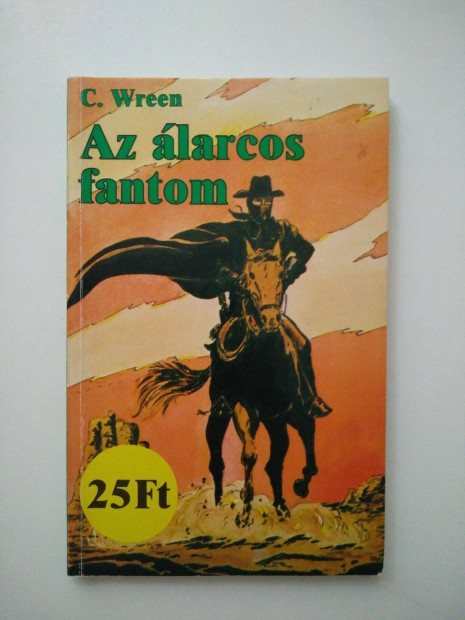 C. Wreen
Az álarcos
fantom
25Ft